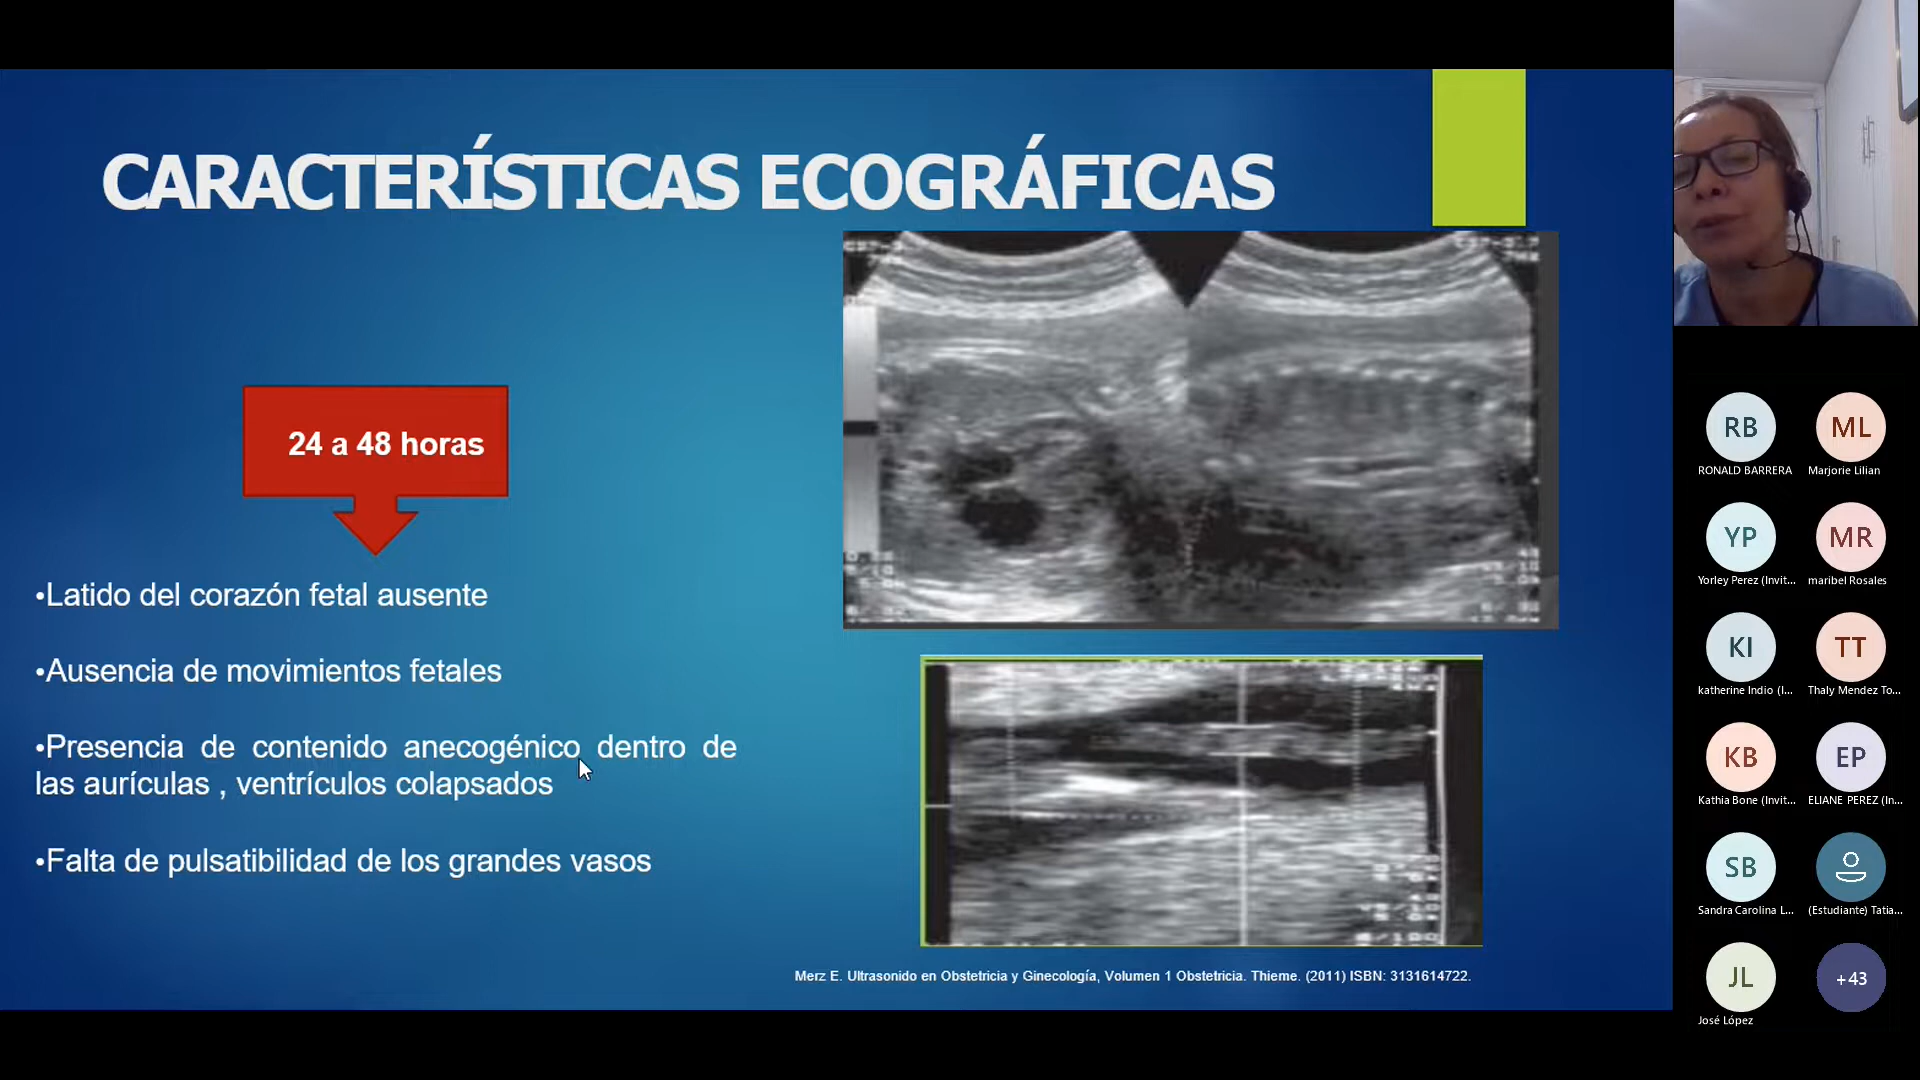 CARACTERÍSTICAS ECOGRÁFICAS
24 a 48 horas
•Latido del corazón fetal ausente
•Ausencia de movimientos fetales
•Presencia de contenido anecogénico dentro de
las aurículas , ventrículos colapsados
•Falta de pulsatibilidad de los grandes vasos
Merz E. Ultrasonido en Obstetricia y Ginecología, Volumen 1 Obstetricia. Thieme. (2011) ISBN: 3131614722.
RB
ML
RONALD BARRERA
Marjorie Lilian
YP
MR
Yorley Perez (Invit...
maribel Rosales
KI
TT
katherine Indio (I...
Thaly Mendez To...
KB
EP
Kathia Bone (Invit...
ELIANE PEREZ (In...
SB
Sandra Carolina L...
(Estudiante) Tatia...
JL
+43
José López